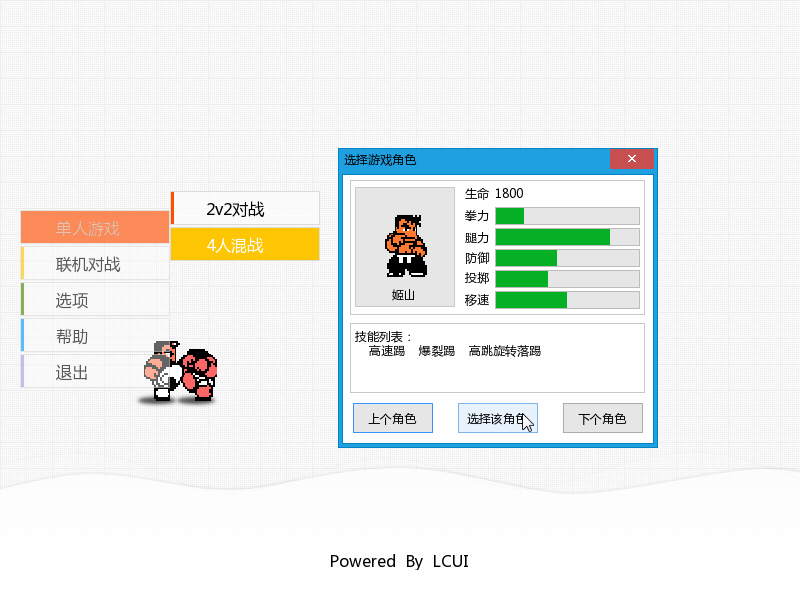 单人游戏
联机对战
选项
帮助
退出
2v2对战
4人混战
选择游戏角色
姬山
生命 1800
拳力
腿力
防御
投掷
移速
技能列表：
高速踢 爆裂踢 高跳旋转落踢
上个角色 选择该角色 下个角色
Powered By LCUI